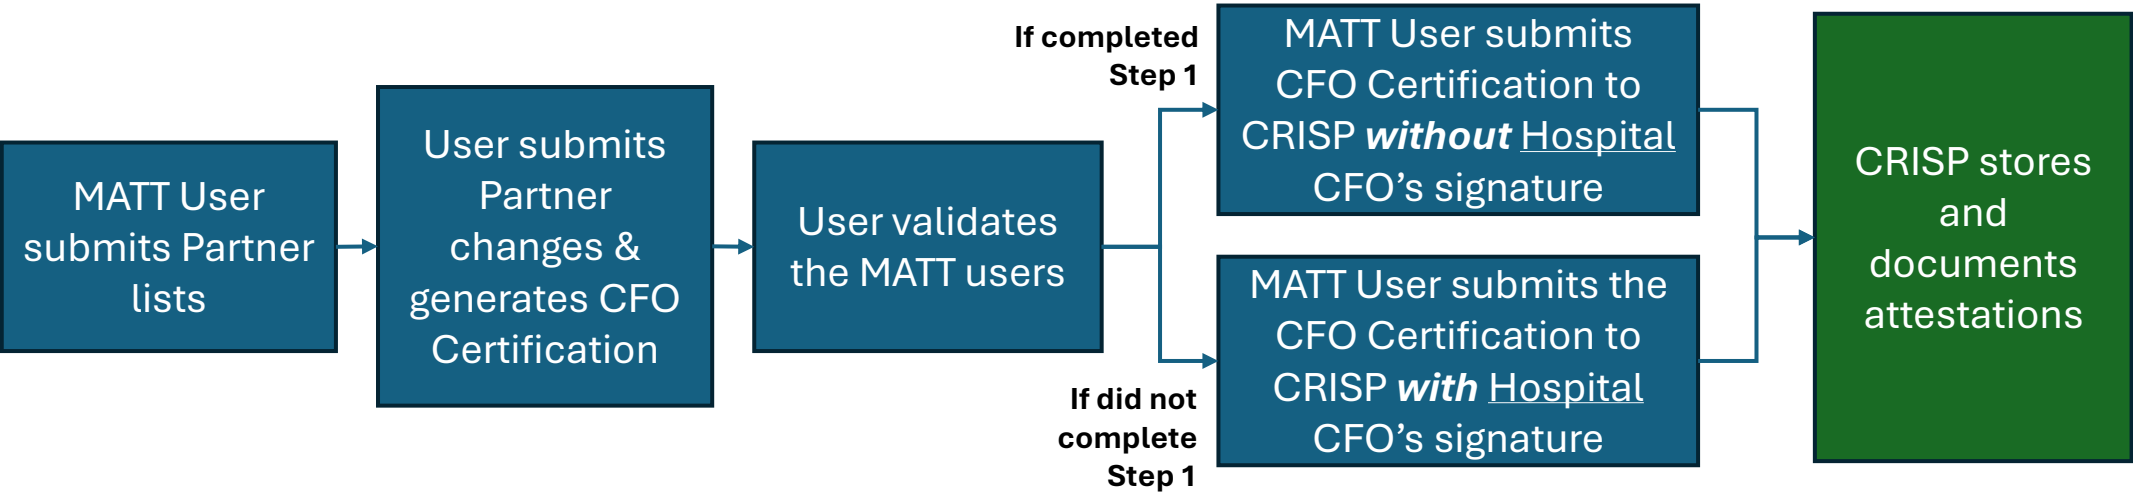 MATT User
submits Partner
lists
User submits
Partner
changes &
generates CFO
Certification
User validates
the MATT users
If completed
Step 1
MATT User submits
CFO Certification to
CRISP without Hospital
CFO’s signature
If did not
complete
Step 1
MATT User submits the
CFO Certification to
CRISP with Hospital
CFO’s signature
CRISP stores
and
documents
attestations